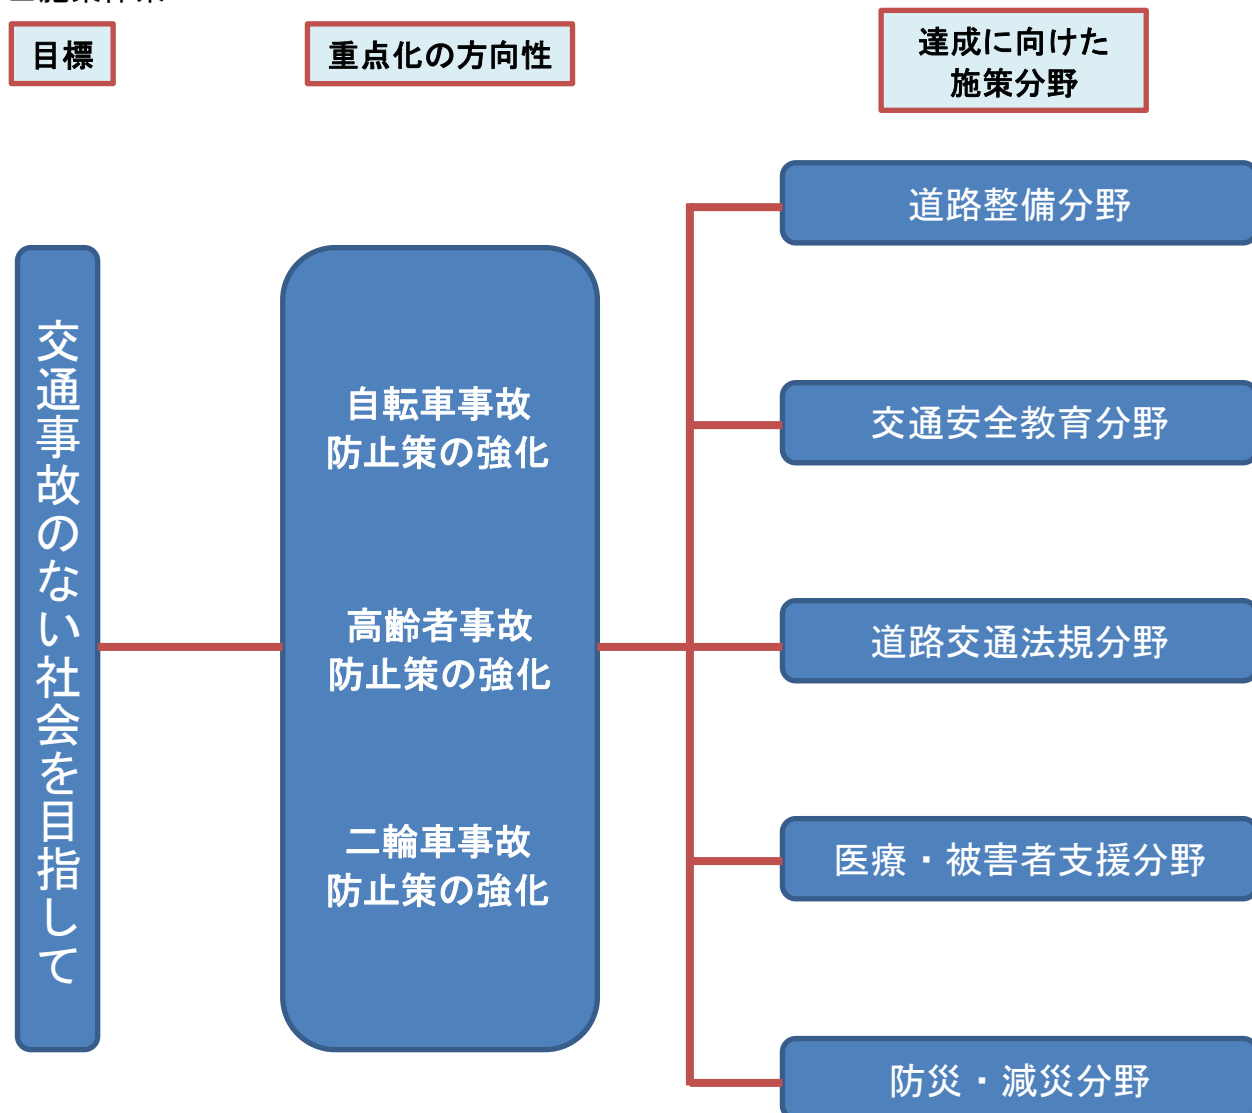 目標
重点化の方向性
達成に向けた
施策分野
交通事故のない社会を目指して
自転車事故
防止策の強化
高齢者事故
防止策の強化
二輪車事故
防止策の強化
道路整備分野
交通安全教育分野
道路交通法規分野
医療・被害者支援分野
防災・減災分野